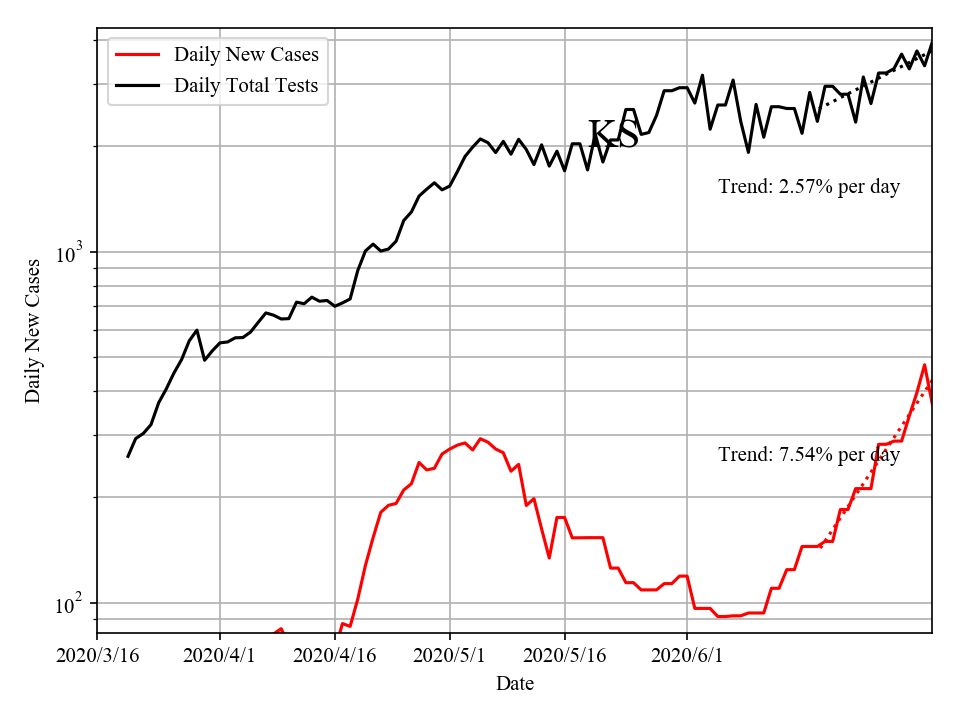 Daily New Cases
Daily Total Tests
KS
Trend: 2.57% per day
10³
Daily New Cases
Trend: 7.54% per day
10²
2020/3/16 2020/4/1 2020/4/16 2020/5/1 2020/5/16 2020/6/1
Date